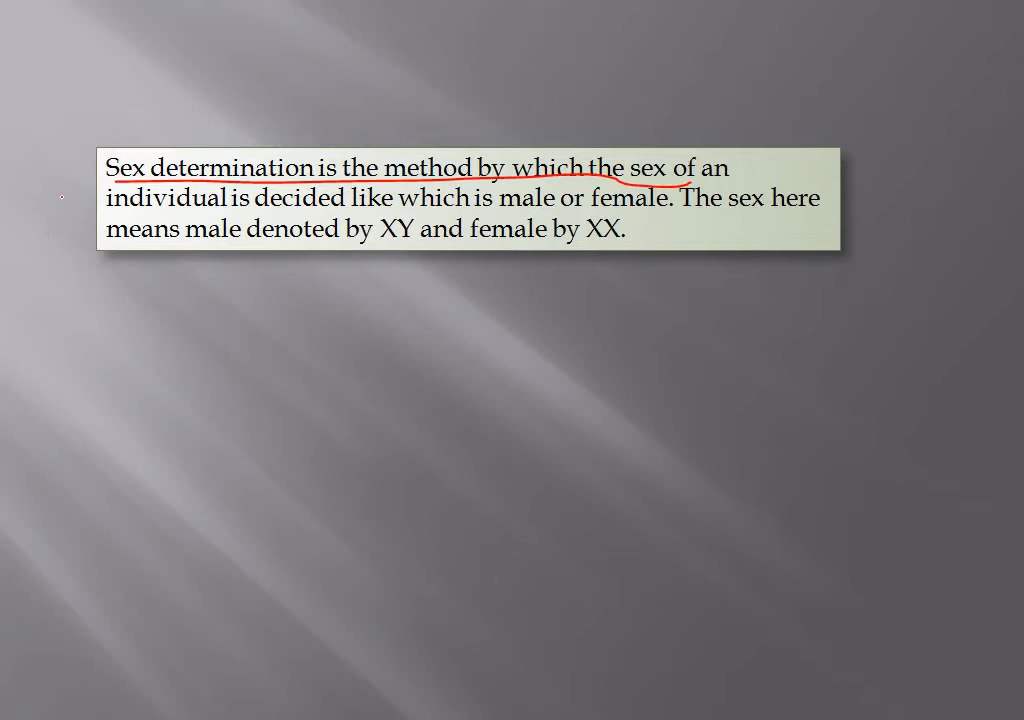 Sex determination is the method by which the sex of an
individual is decided like which is male or female. The sex here
means male denoted by XY and female by XX.